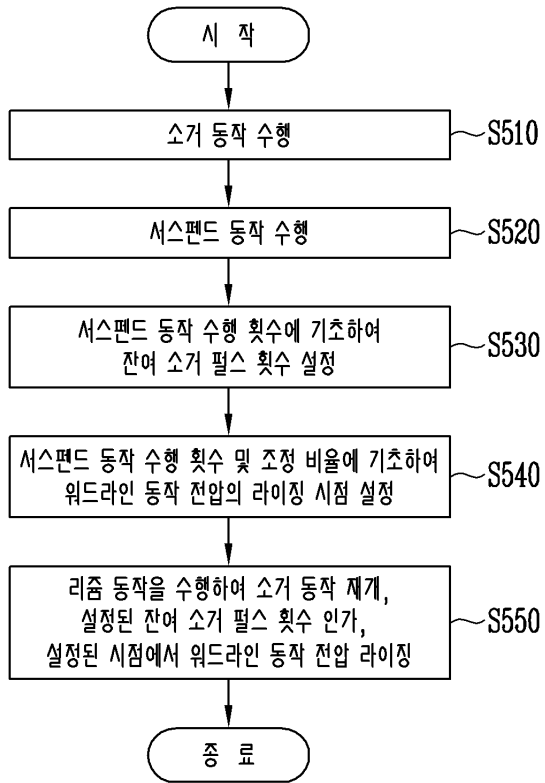 시 작
소거 동작 수행
S510
서스펜드 동작 수행
S520
서스펜드 동작 수행 횟수에 기초하여
잔여 소거 펄스 횟수 설정
S530
서스펜드 동작 수행 횟수 및 조정 비율에 기초하여
워드라인 동작 전압의 라이징 시점 설정
S540
리줌 동작을 수행하여 소거 동작 재개,
설정된 잔여 소거 펄스 횟수 인가,
설정된 시점에서 워드라인 동작 전압 라이징
S550
종 료